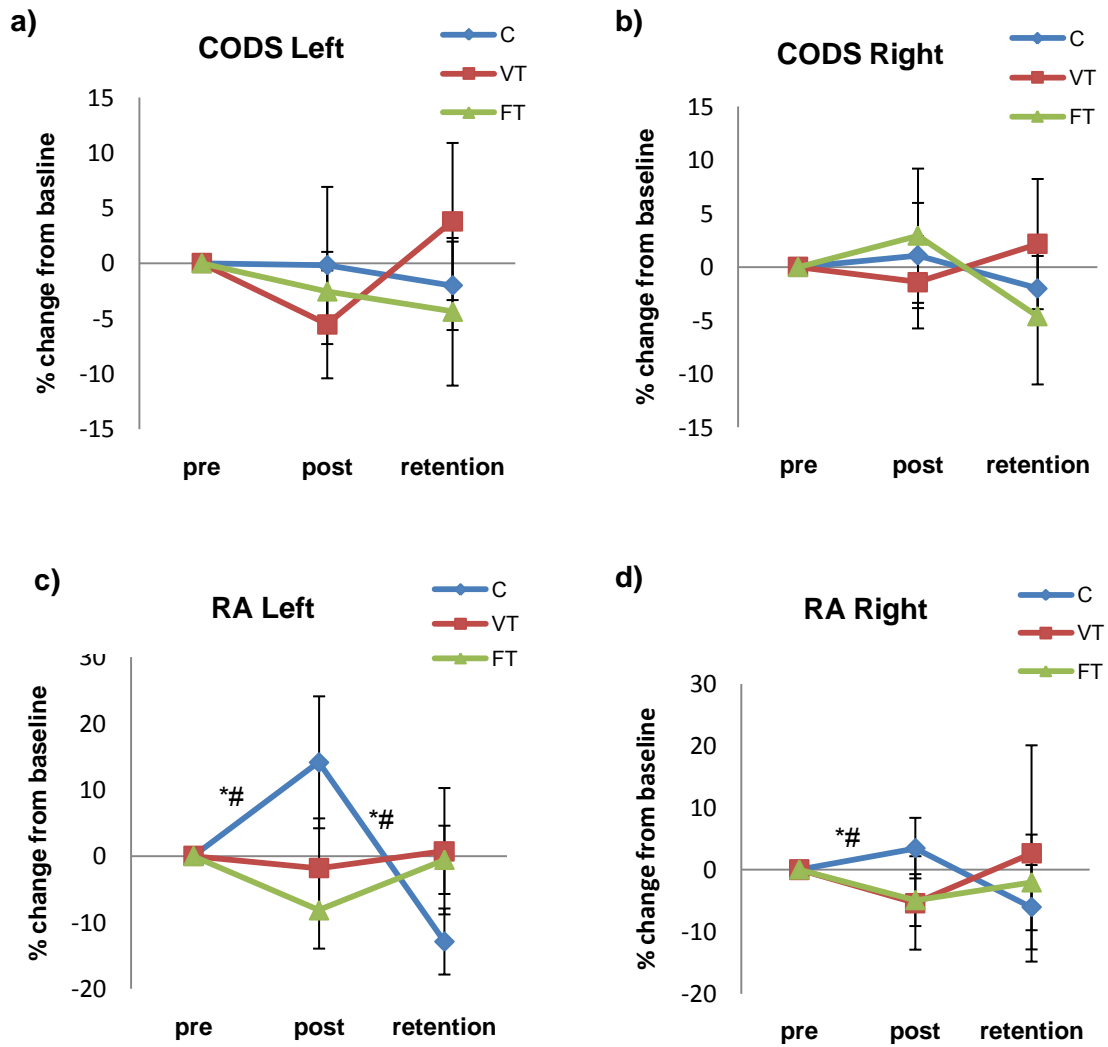 a)
CODS Left
C
VT
FT
% change from basline
15
10
5
0
-5
-10
-15
pre post retention
b)
CODS Right
C
VT
FT
% change from baseline
15
10
5
0
-5
-10
-15
pre post retention
c)
RA Left
C
VT
FT
% change from baseline
30
20
10
0
-10
-20
*#
*#
pre post retention
d)
RA Right
C
VT
FT
% change from baseline
30
20
10
0
-10
-20
*#
pre post retention